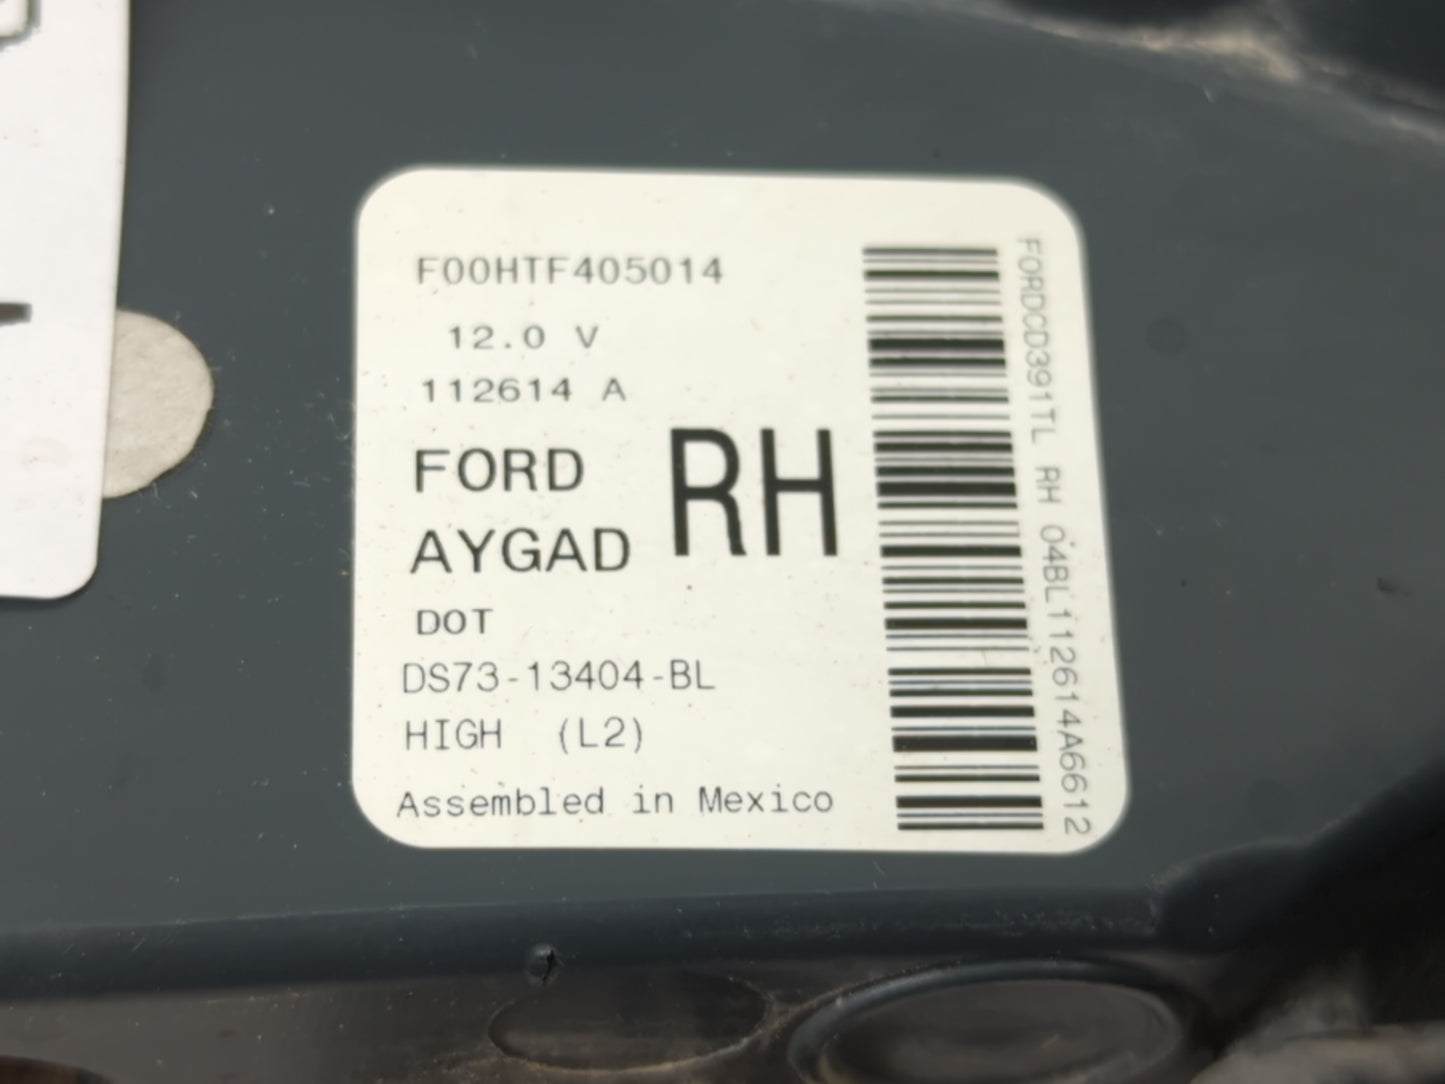 F00HTF405014
12.0 V
112614 A
FORD
RH
AYGAD
DOT
DS73-13404-BL
HIGH (L2)
Assembled in Mexico
FORDCD391TL RH 04BL112614A6612